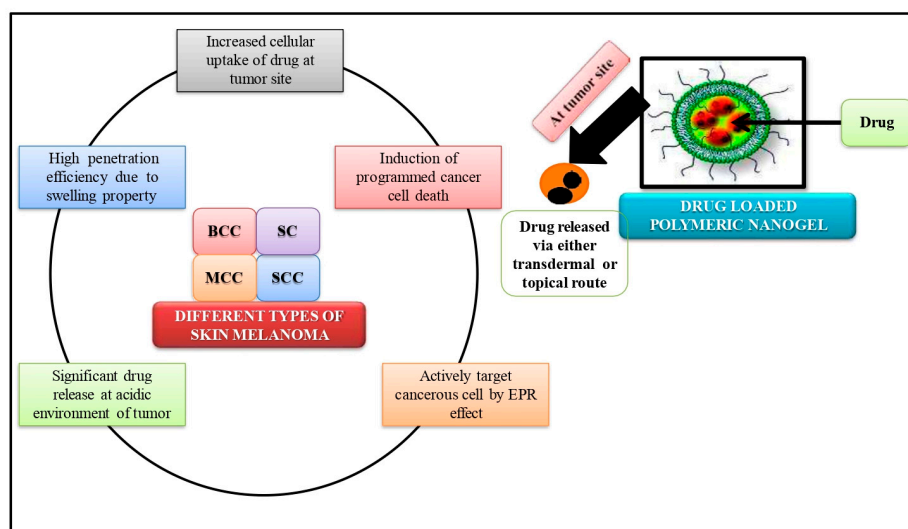 Increased cellular
uptake of drug at
tumor site
High penetration
efficiency due to
swelling property
Induction of
programmed cancer
cell death
BCC
SC
MCC
SCC
DIFFERENT TYPES OF
SKIN MELANOMA
Significant drug
release at acidic
environment of tumor
Actively target
cancerous cell by EPR
effect
At tumor site
Drug
DRUG LOADED
POLYMERIC NANOGEL
Drug released
via either
transdermal or
topical route